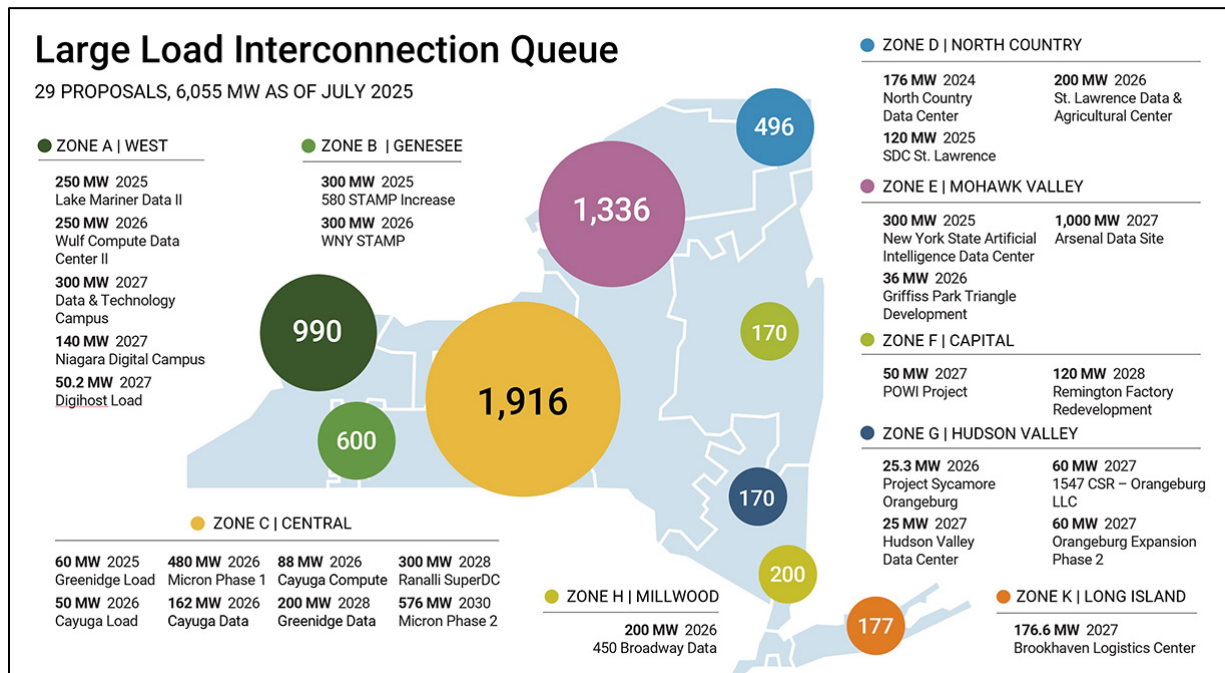 Large Load Interconnection Queue
29 PROPOSALS, 6,055 MW AS OF JULY 2025
ZONE A | WEST
250 MW 2025
Lake Mariner Data II
250 MW 2026
Wulf Compute Data
Center II
300 MW 2027
Data & Technology
Campus
140 MW 2027
Niagara Digital Campus
50.2 MW 2027
Digihost Load
ZONE B | GENESEE
300 MW 2025
580 STAMP Increase
300 MW 2026
WNY STAMP
496
1,336
990
1,916
600
170
170
200
177
ZONE C | CENTRAL
60 MW 2025
Greenidge Load
480 MW 2026
Micron Phase 1
88 MW 2026
Cayuga Compute
300 MW 2028
Ranalli SuperDC
50 MW 2026
Cayuga Load
162 MW 2026
Cayuga Data
200 MW 2028
Greenidge Data
576 MW 2030
Micron Phase 2
ZONE D | NORTH COUNTRY
176 MW 2024
North Country
Data Center
200 MW 2026
St. Lawrence Data &
Agricultural Center
120 MW 2025
SDC St. Lawrence
ZONE E | MOHAWK VALLEY
300 MW 2025
New York State Artificial
Intelligence Data Center
1,000 MW 2027
Arsenal Data Site
36 MW 2026
Griffiss Park Triangle
Development
ZONE F | CAPITAL
50 MW 2027
POWI Project
120 MW 2028
Remington Factory
Redevelopment
ZONE G | HUDSON VALLEY
25.3 MW 2026
Project Sycamore
Orangeburg
60 MW 2027
1547 CSR – Orangeburg
LLC
25 MW 2027
Hudson Valley
Data Center
60 MW 2027
Orangeburg Expansion
Phase 2
ZONE H | MILLWOOD
200 MW 2026
450 Broadway Data
ZONE K | LONG ISLAND
176.6 MW 2027
Brookhaven Logistics Center